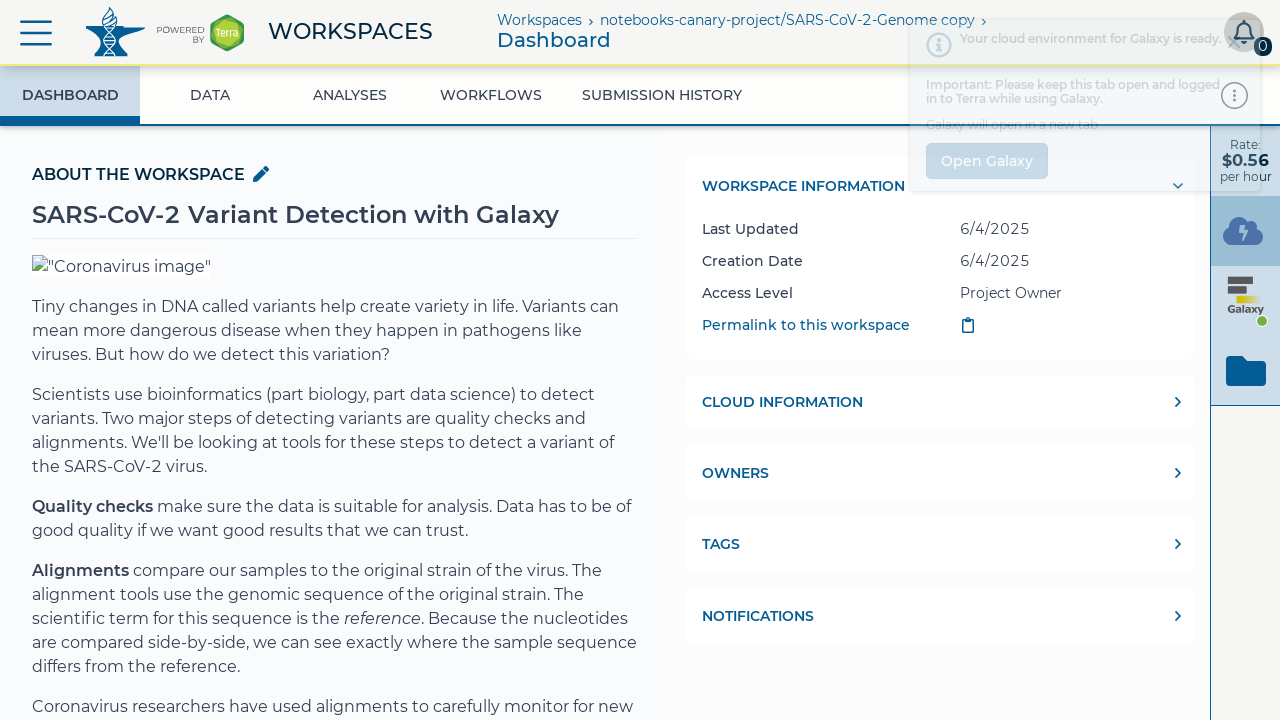 POWERED
BY
Terra
WORKSPACES
Workspaces › notebooks-canary-project/SARS-CoV-2-Genome copy ›
Dashboard
0
Your cloud environment for Galaxy is ready.
Important: Please keep this tab open and logged
in to Terra while using Galaxy.
Galaxy will open in a new tab.
Open Galaxy
DASHBOARD
DATA
ANALYSES
WORKFLOWS
SUBMISSION HISTORY
Rate:
$0.56
per hour
Galaxy
ABOUT THE WORKSPACE
SARS-CoV-2 Variant Detection with Galaxy
"Coronavirus image"
Tiny changes in DNA called variants help create variety in life. Variants can
mean more dangerous disease when they happen in pathogens like
viruses. But how do we detect this variation?
Scientists use bioinformatics (part biology, part data science) to detect
variants. Two major steps of detecting variants are quality checks and
alignments. We'll be looking at tools for these steps to detect a variant of
the SARS-CoV-2 virus.
Quality checks make sure the data is suitable for analysis. Data has to be of
good quality if we want good results that we can trust.
Alignments compare our samples to the original strain of the virus. The
alignment tools use the genomic sequence of the original strain. The
scientific term for this sequence is the reference. Because the nucleotides
are compared side-by-side, we can see exactly where the sample sequence
differs from the reference.
Coronavirus researchers have used alignments to carefully monitor for new
WORKSPACE INFORMATION
Last Updated 6/4/2025
Creation Date 6/4/2025
Access Level Project Owner
Permalink to this workspace
CLOUD INFORMATION
OWNERS
TAGS
NOTIFICATIONS